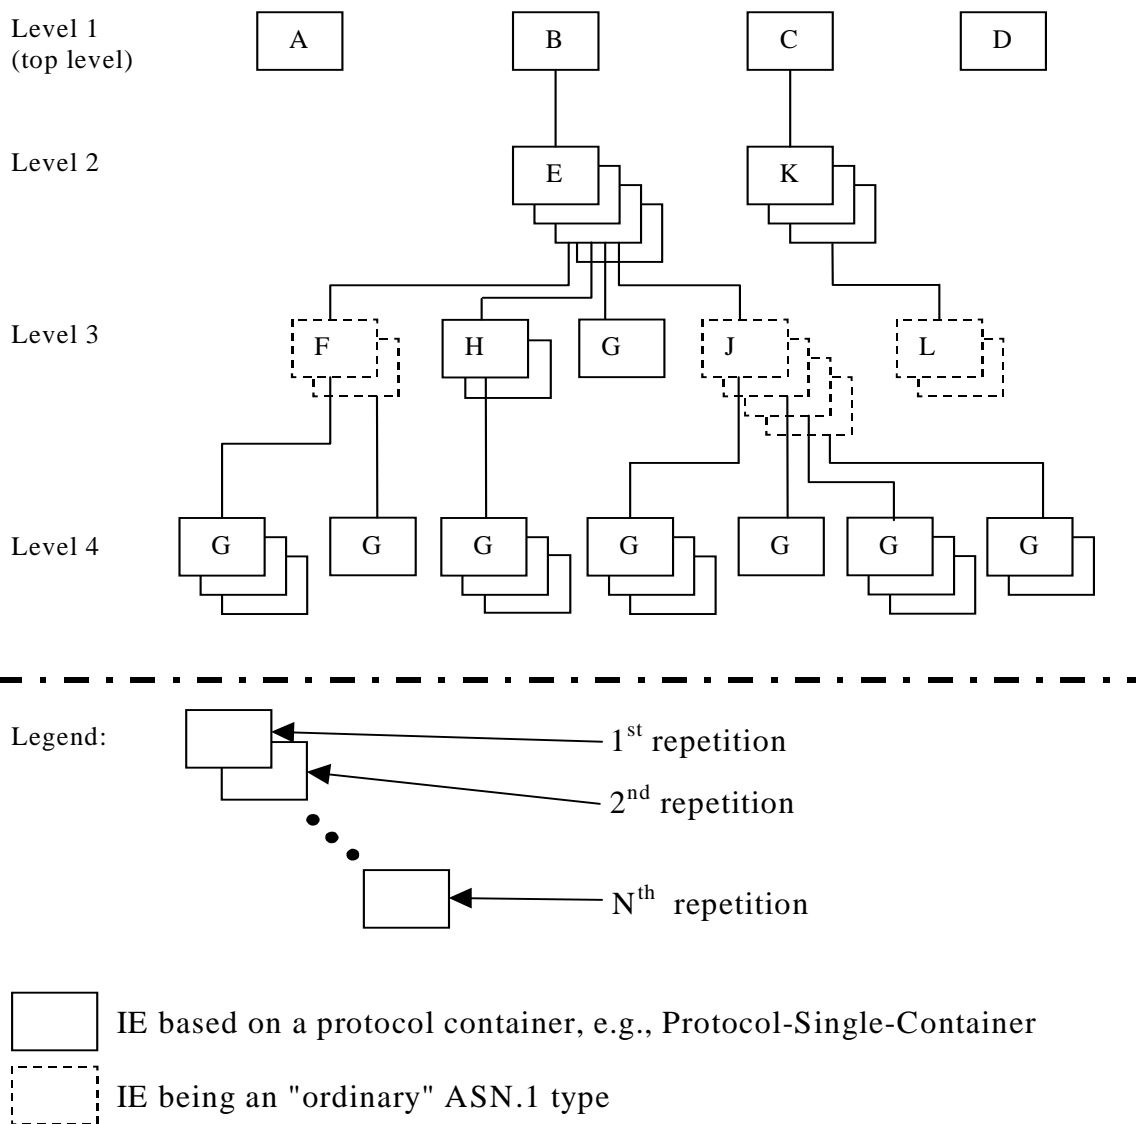 Level 1
(top level)
A
B
C
D
Level 2
E
K
Level 3
F
H
G
J
L
Level 4
G
G
G
G
G
G
G
Legend:
1st repetition
2nd repetition
Nth repetition
IE based on a protocol container, e.g., Protocol-Single-Container
IE being an "ordinary" ASN.1 type